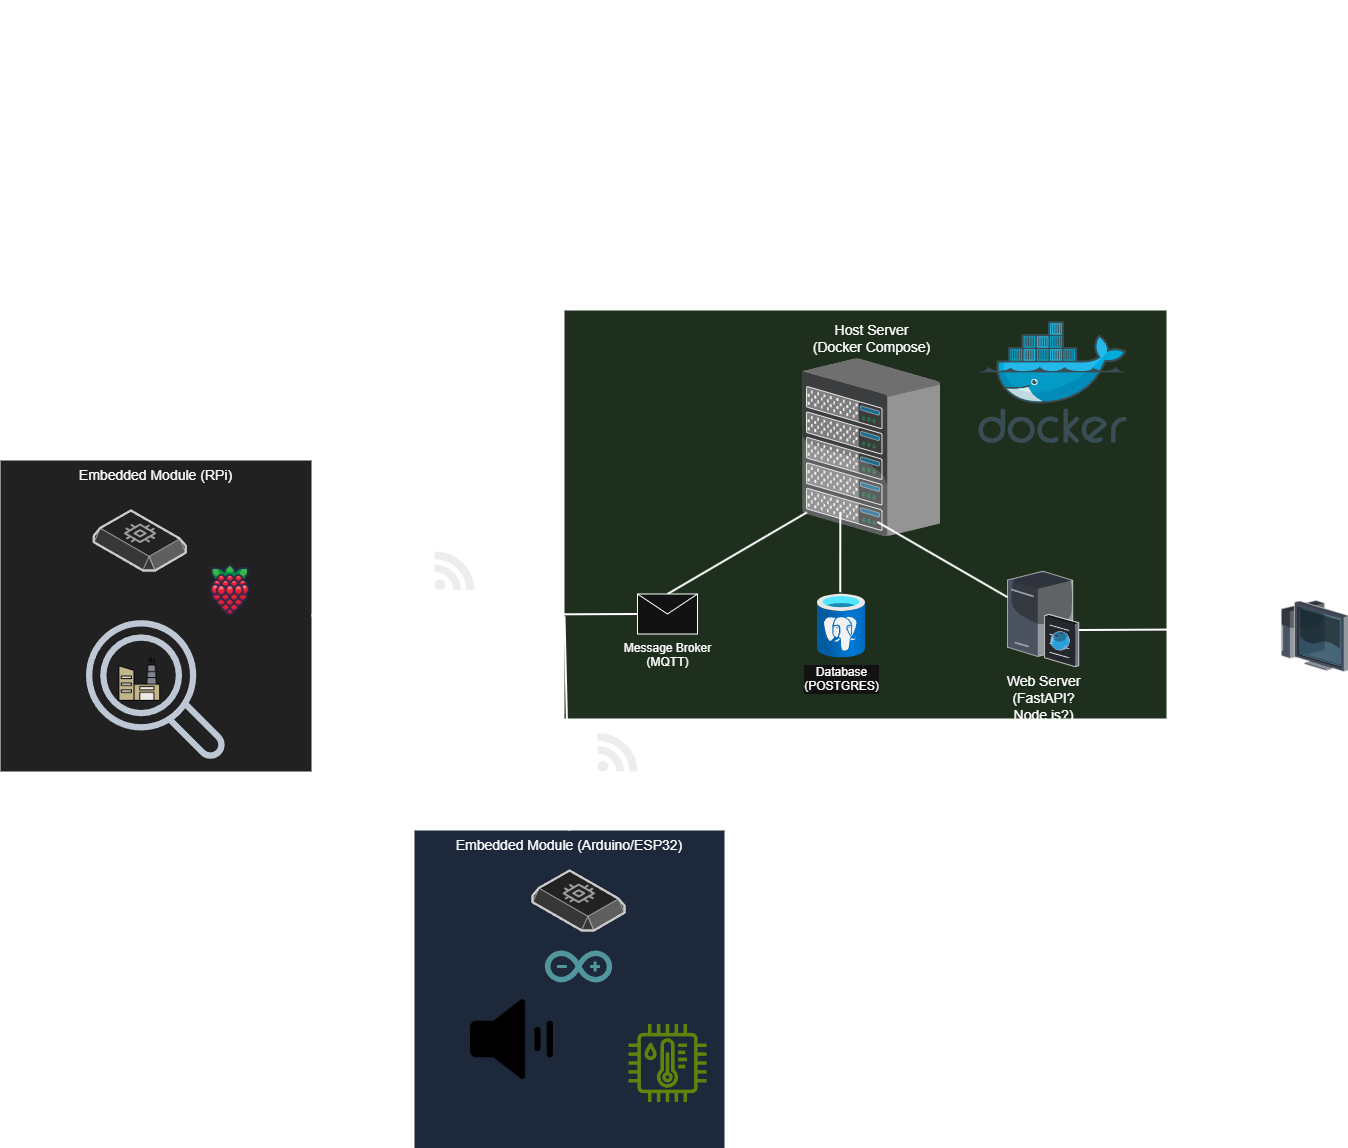 Host Server
(Docker Compose)
docker
Embedded Module (RPi)
Message Broker
(MQTT)
Database
(POSTGRES)
Web Server
(FastAPI?
Node.js?)
Embedded Module (Arduino/ESP32)